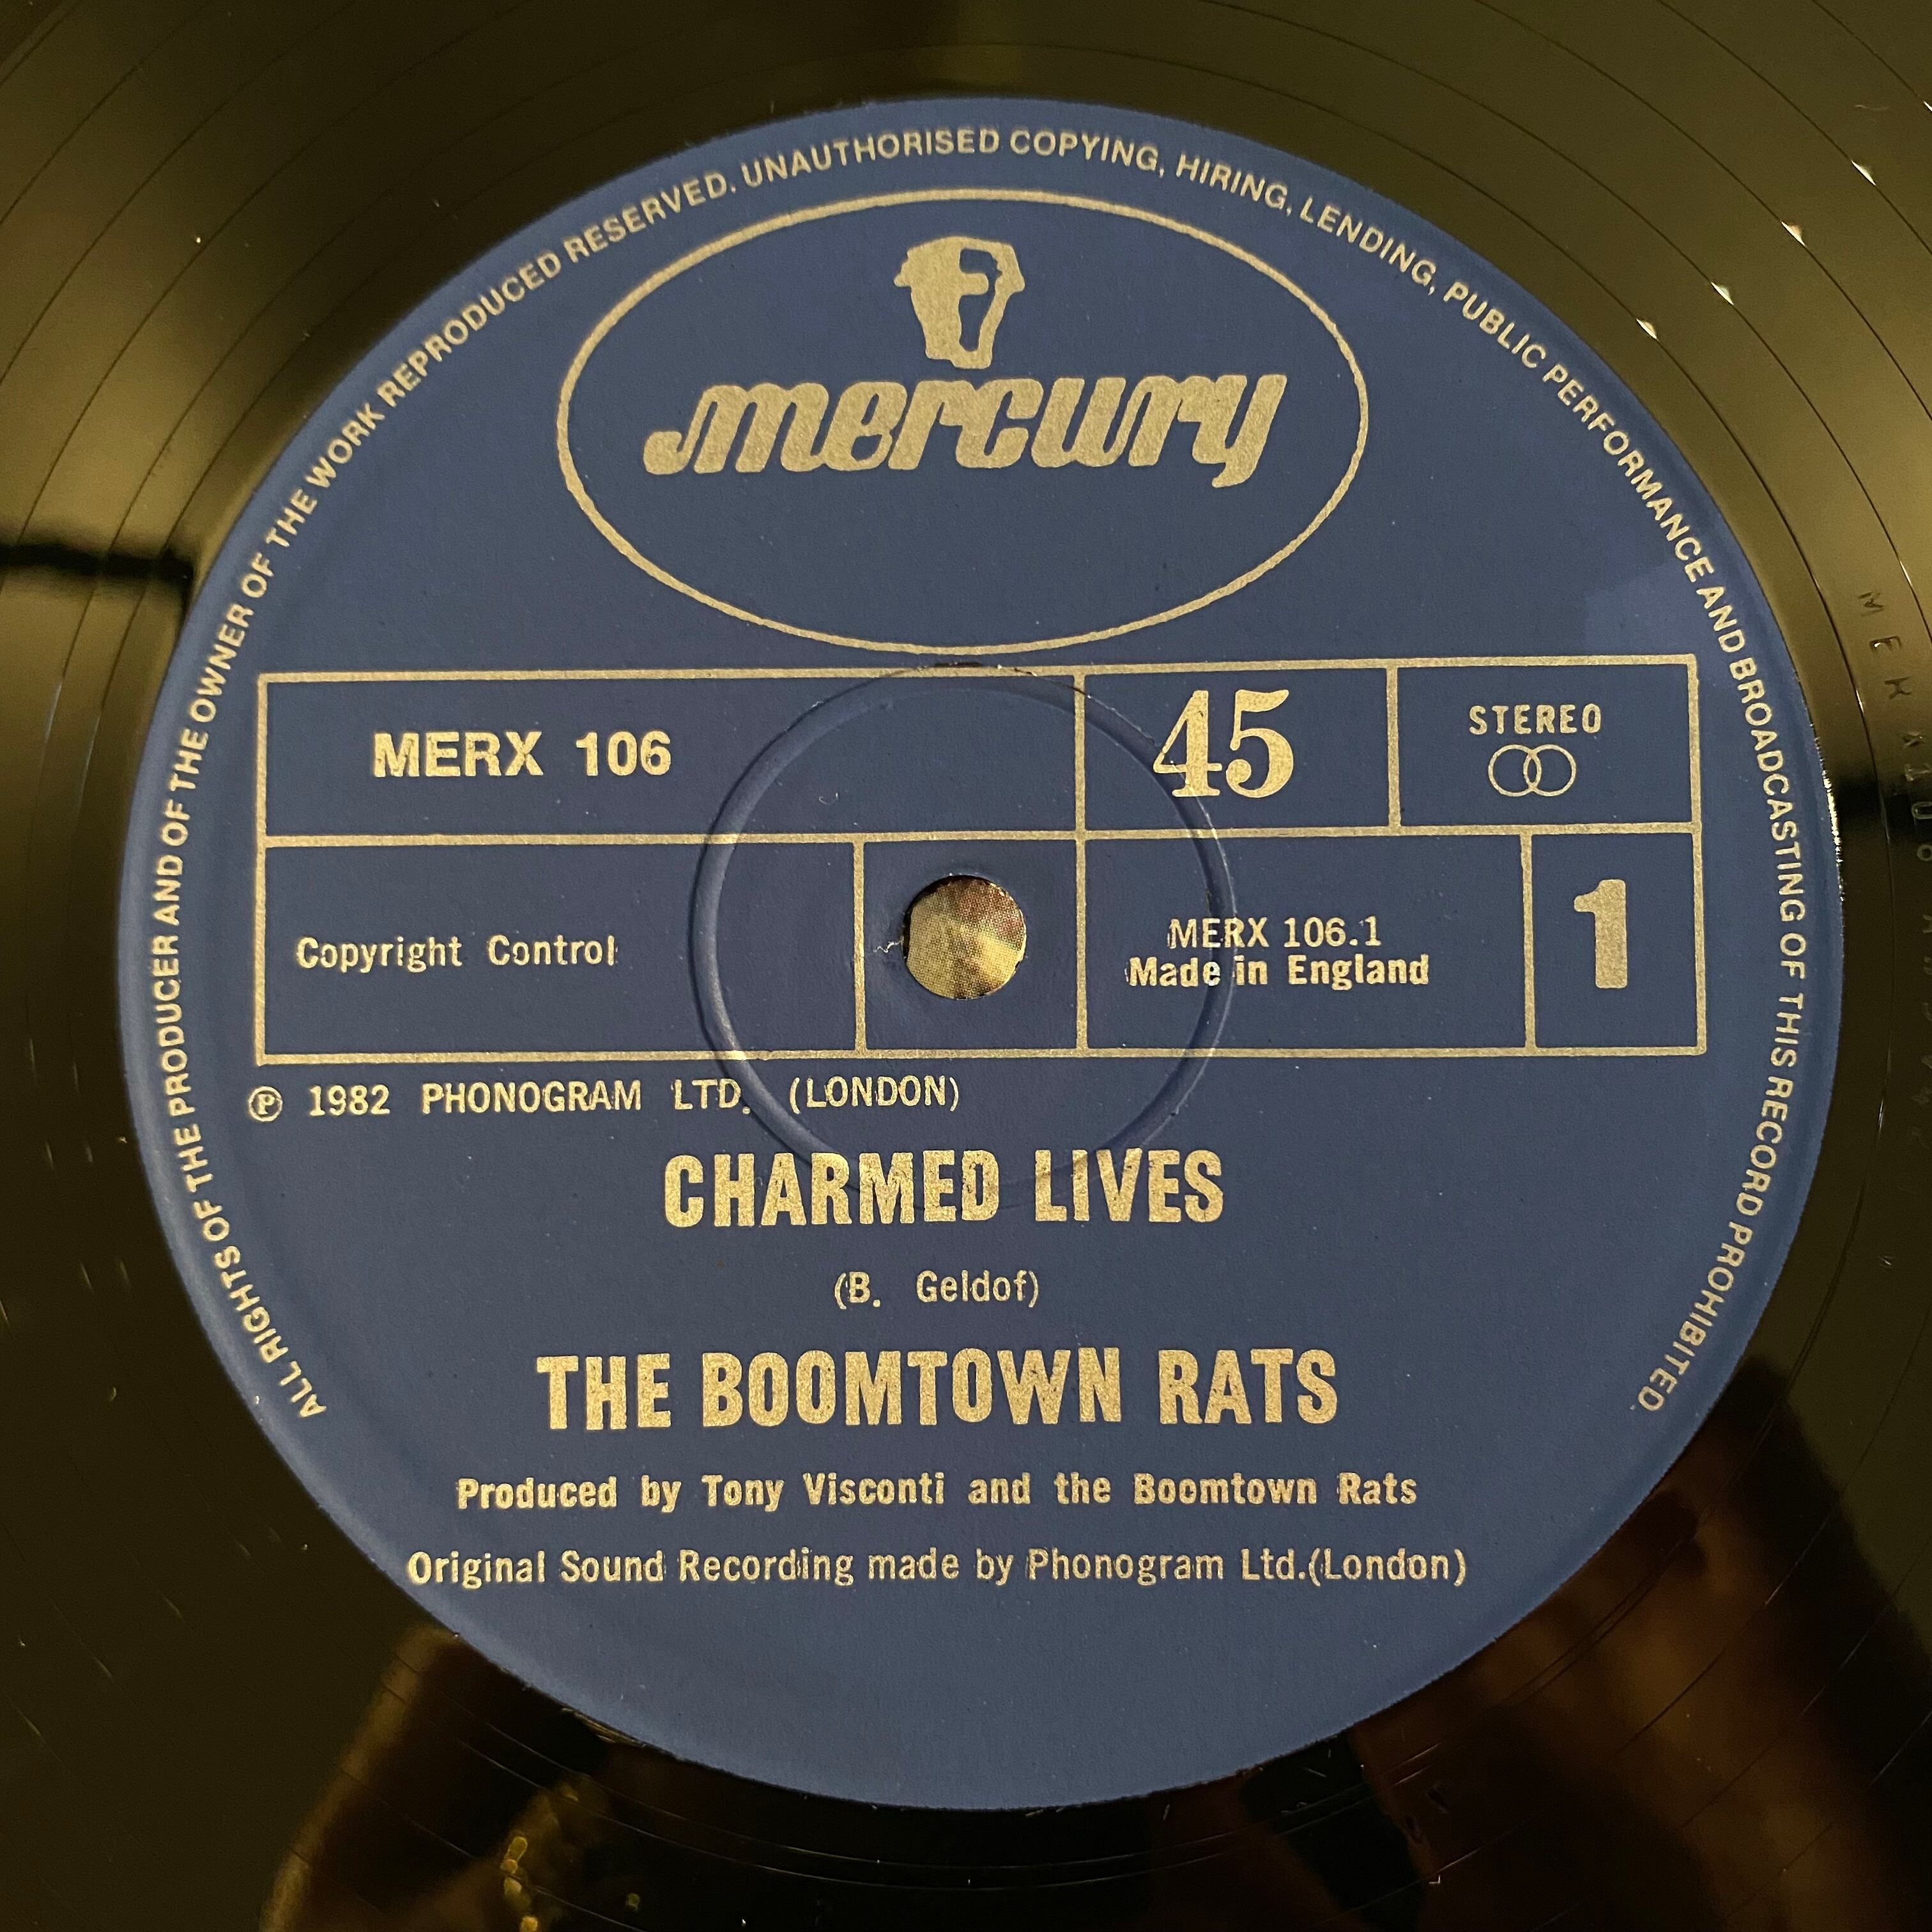 ALL RIGHTS OF THE PRODUCER AND OF THE OWNER OF THE WORK REPRODUCED RESERVED. UNAUTHORISED COPYING, HIRING, LENDING, PUBLIC PERFORMANCE AND BROADCASTING OF THIS RECORD PROHIBITED.
mercury
MERX 106
45
STEREO
Copyright Control
MERX 106.1
Made in England
1
℗ 1982 PHONOGRAM LTD. (LONDON)
CHARMED LIVES
(B. Geldof)
THE BOOMTOWN RATS
Produced by Tony Visconti and the Boomtown Rats
Original Sound Recording made by Phonogram Ltd.(London)